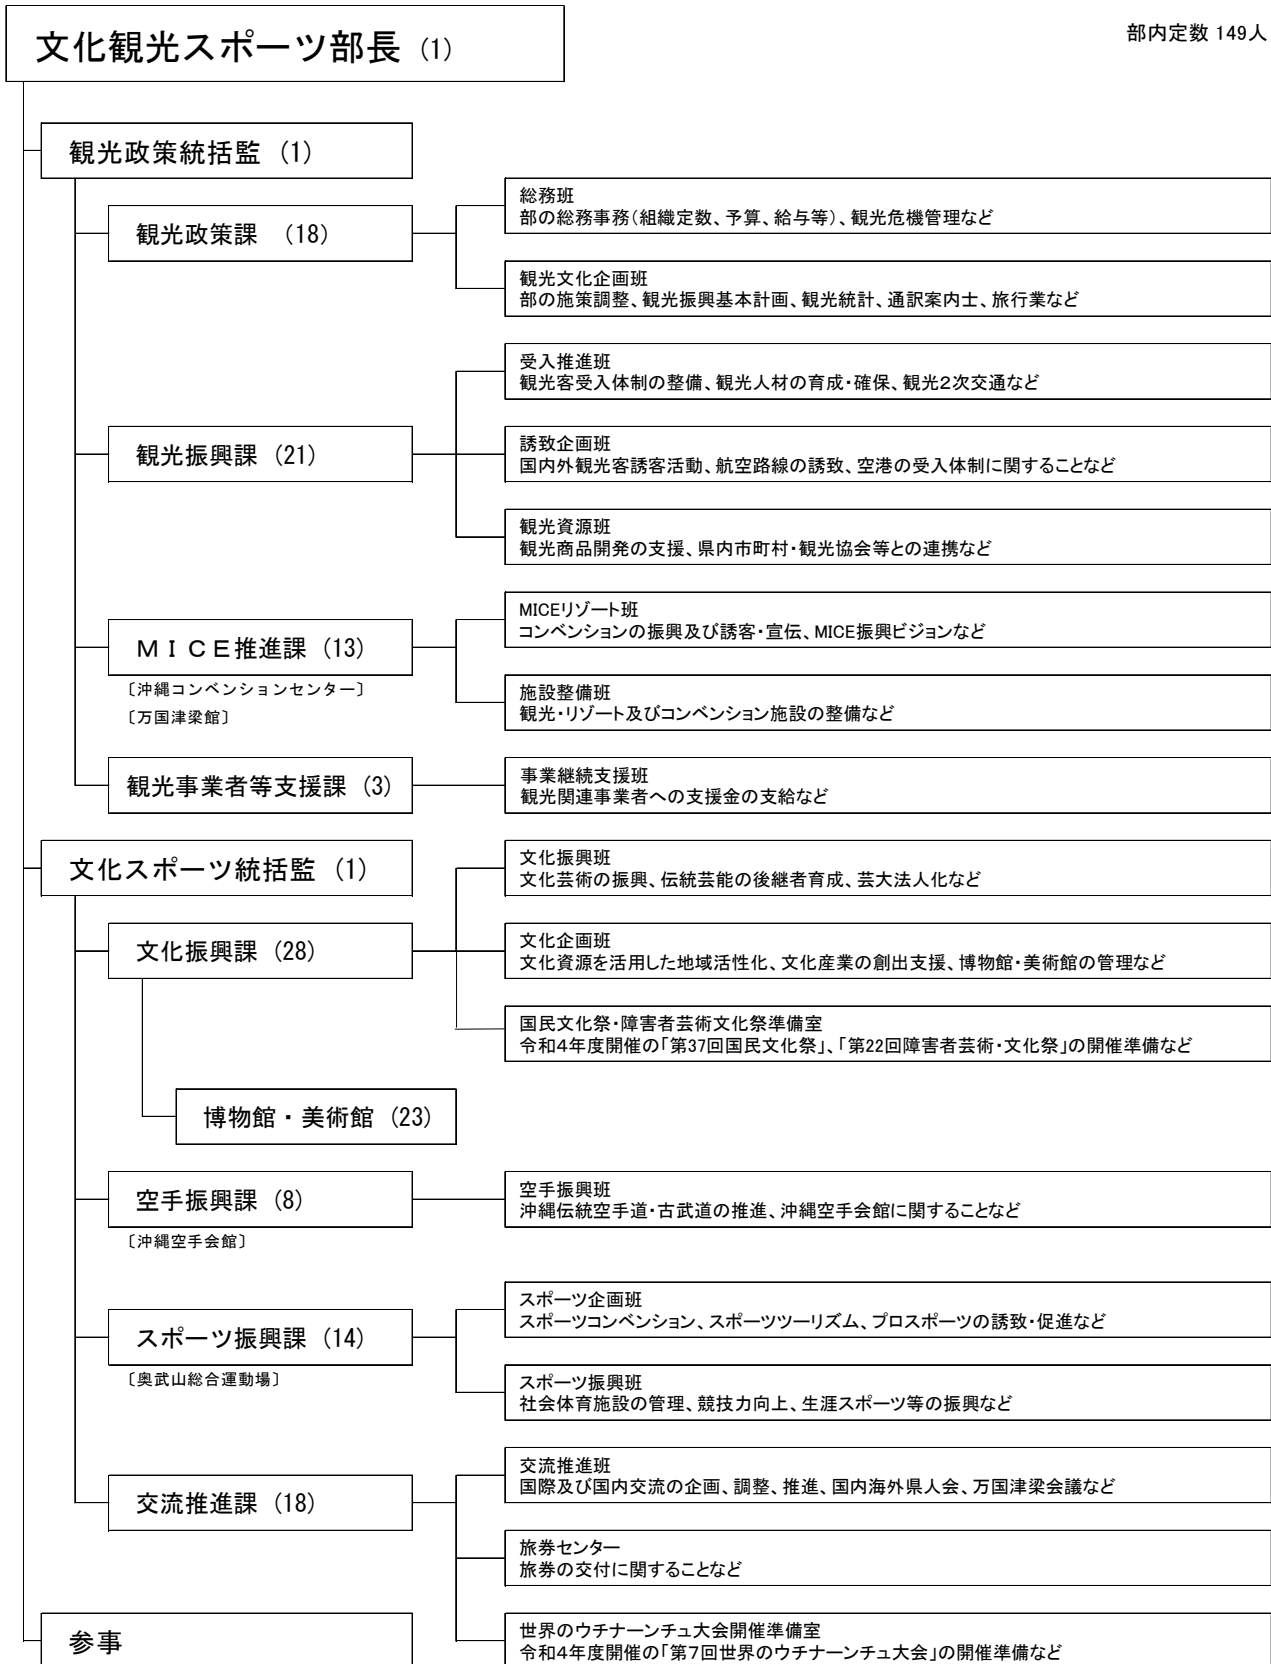 文化観光スポーツ部長 (1)
部内定数 149人
観光政策統括監 (1)
観光政策課 (18)
総務班
部の総務事務(組織定数、予算、給与等)、観光危機管理など
観光文化企画班
部の施策調整、観光振興基本計画、観光統計、通訳案内士、旅行業など
観光振興課 (21)
受入推進班
観光客受入体制の整備、観光人材の育成・確保、観光2次交通など
誘致企画班
国内外観光客誘客活動、航空路線の誘致、空港の受入体制に関することなど
観光資源班
観光商品開発の支援、県内市町村・観光協会等との連携など
MICE推進課 (13)
〔沖縄コンベンションセンター〕
〔万国津梁館〕
MICEリゾート班
コンベンションの振興及び誘客・宣伝、MICE振興ビジョンなど
施設整備班
観光・リゾート及びコンベンション施設の整備など
観光事業者等支援課 (3)
事業継続支援班
観光関連事業者への支援金の支給など
文化スポーツ統括監 (1)
文化振興課 (28)
文化振興班
文化芸術の振興、伝統芸能の後継者育成、芸大法人化など
文化企画班
文化資源を活用した地域活性化、文化産業の創出支援、博物館・美術館の管理など
国民文化祭・障害者芸術文化祭準備室
令和4年度開催の「第37回国民文化祭」、「第22回障害者芸術・文化祭」の開催準備など
博物館・美術館 (23)
空手振興課 (8)
〔沖縄空手会館〕
空手振興班
沖縄伝統空手道・古武道の推進、沖縄空手会館に関することなど
スポーツ振興課 (14)
〔奥武山総合運動場〕
スポーツ企画班
スポーツコンベンション、スポーツツーリズム、プロスポーツの誘致・促進など
スポーツ振興班
社会体育施設の管理、競技力向上、生涯スポーツ等の振興など
交流推進課 (18)
交流推進班
国際及び国内交流の企画、調整、推進、国内海外県人会、万国津梁会議など
旅券センター
旅券の交付に関することなど
世界のウチナーンチュ大会開催準備室
令和4年度開催の「第7回世界のウチナーンチュ大会」の開催準備など
参事